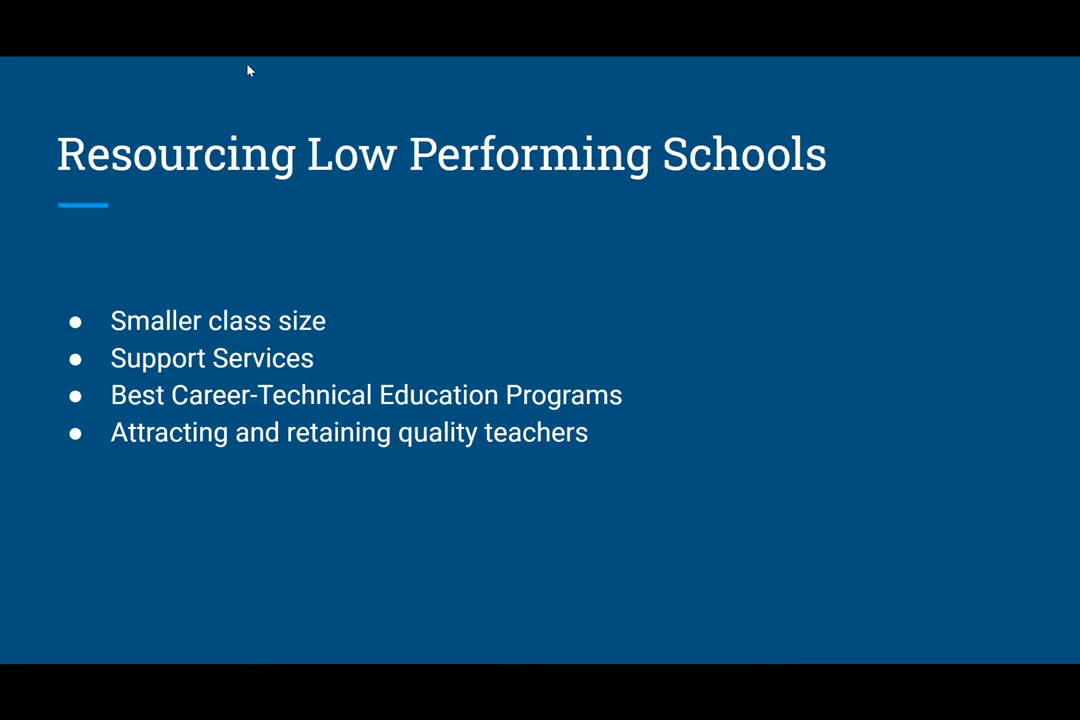 Resourcing Low Performing Schools
● Smaller class size
● Support Services
● Best Career-Technical Education Programs
● Attracting and retaining quality teachers